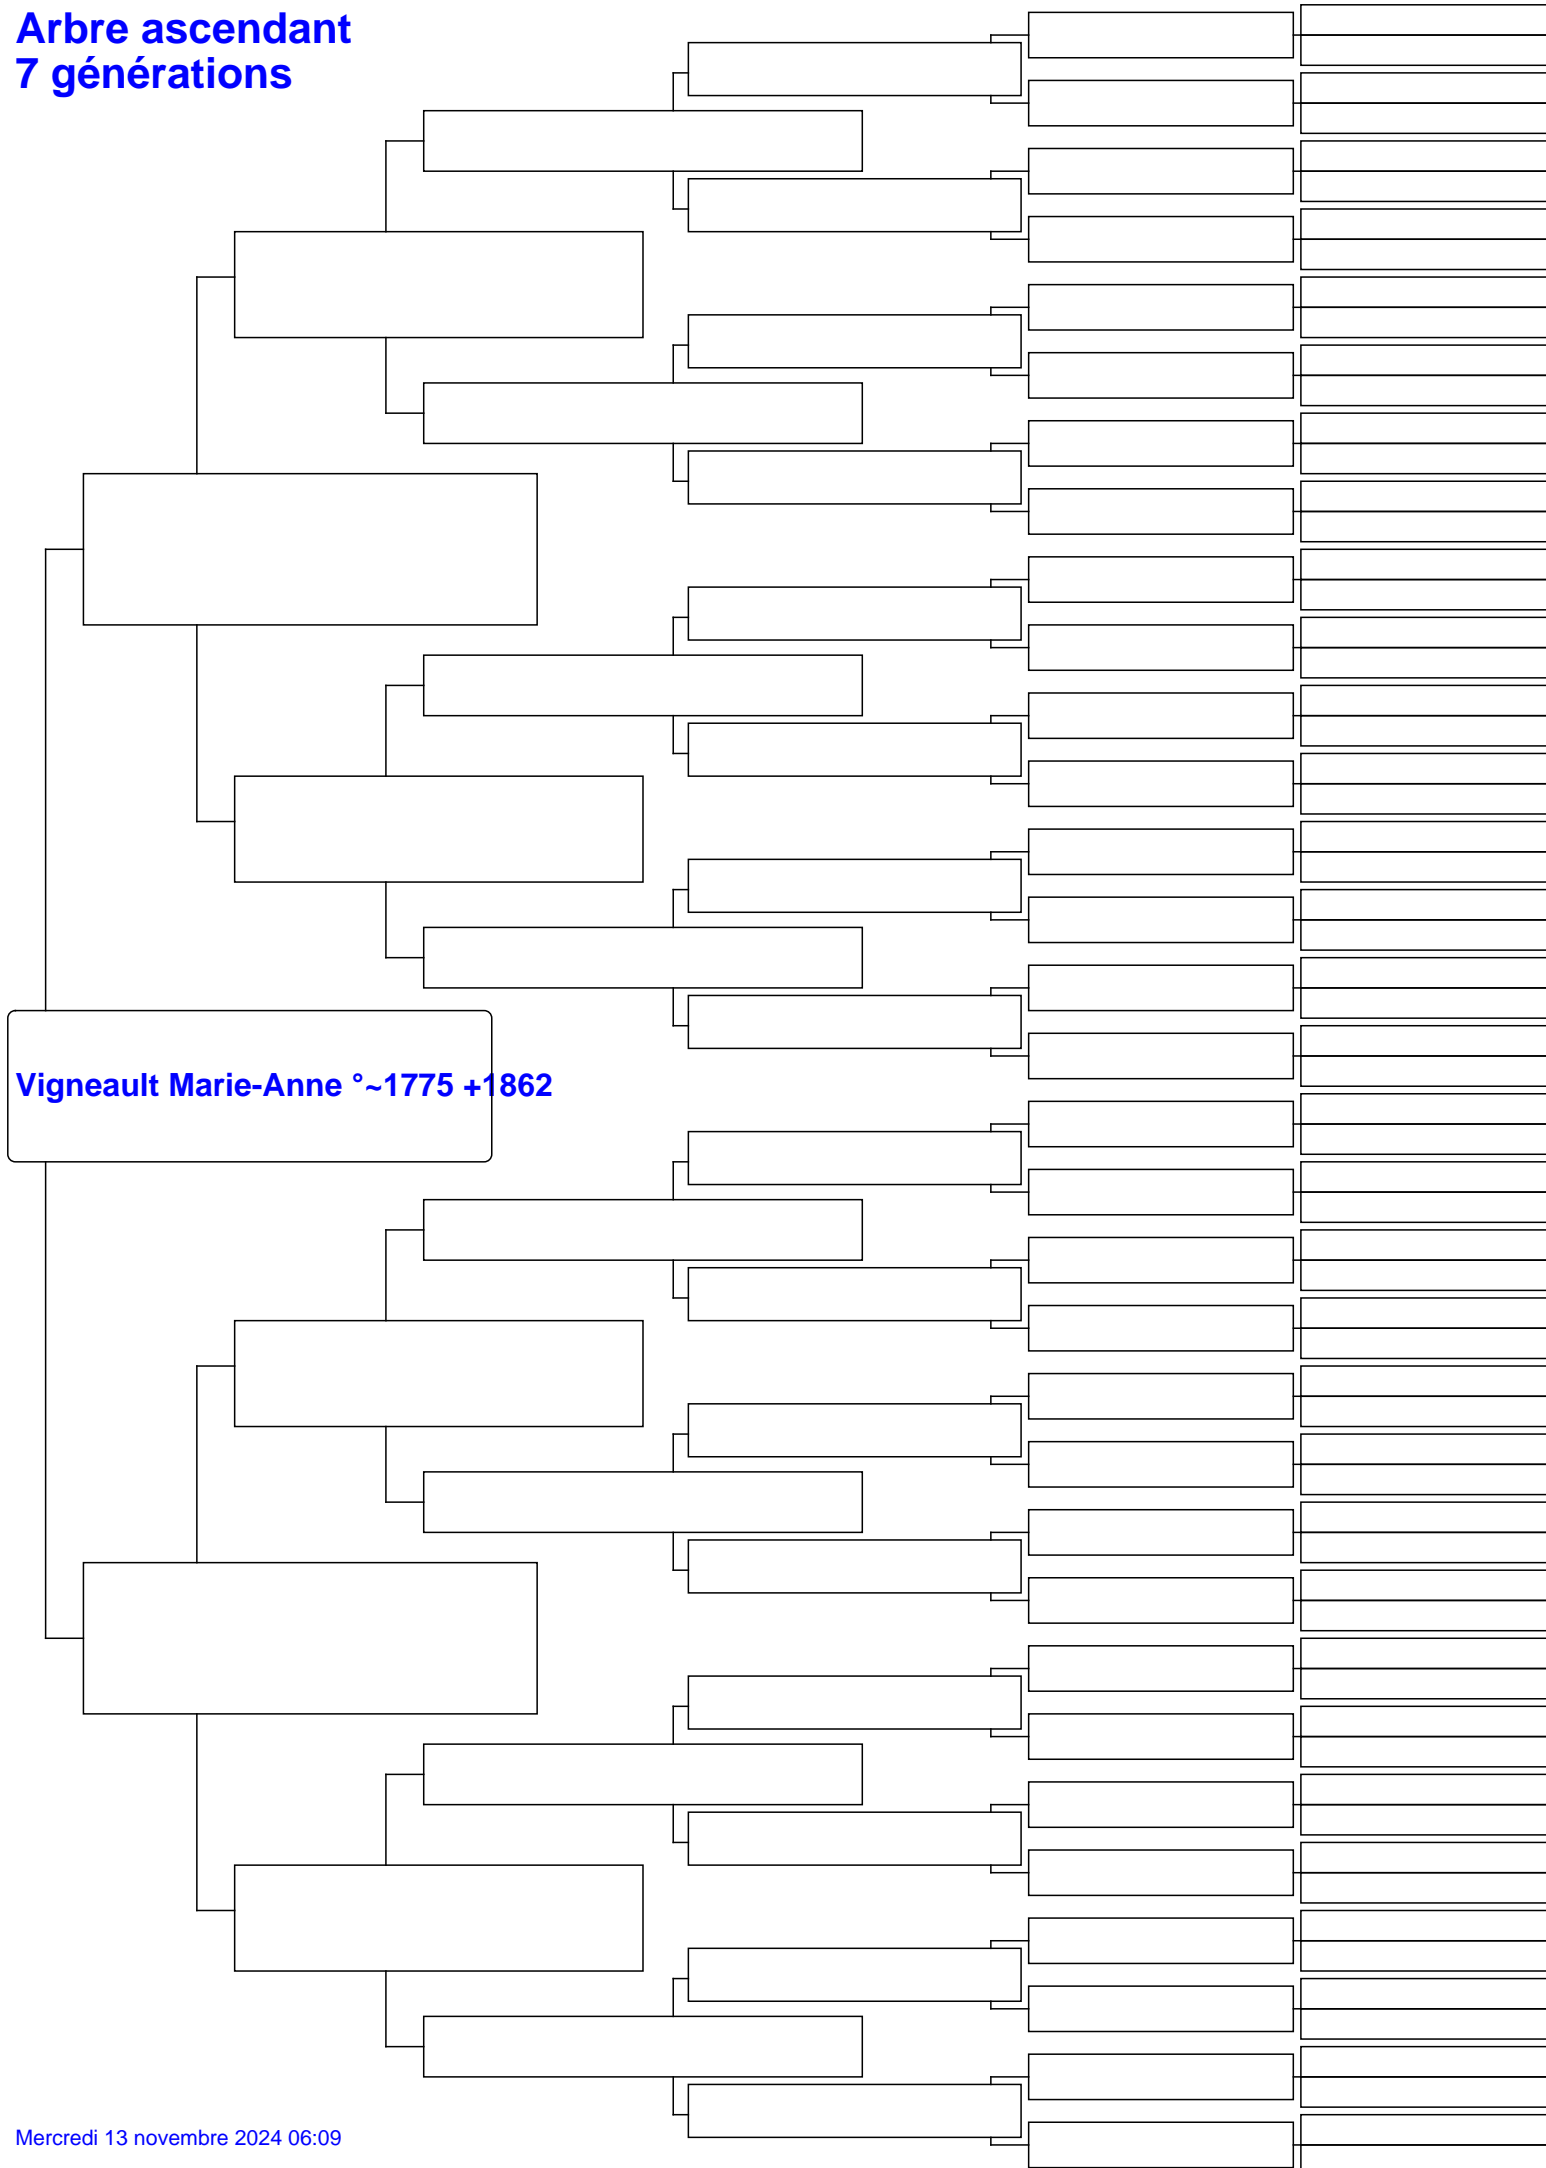 Arbre ascendant
7 générations
Vigneault Marie-Anne °~1775 +1862
Mercredi 13 novembre 2024 06:09